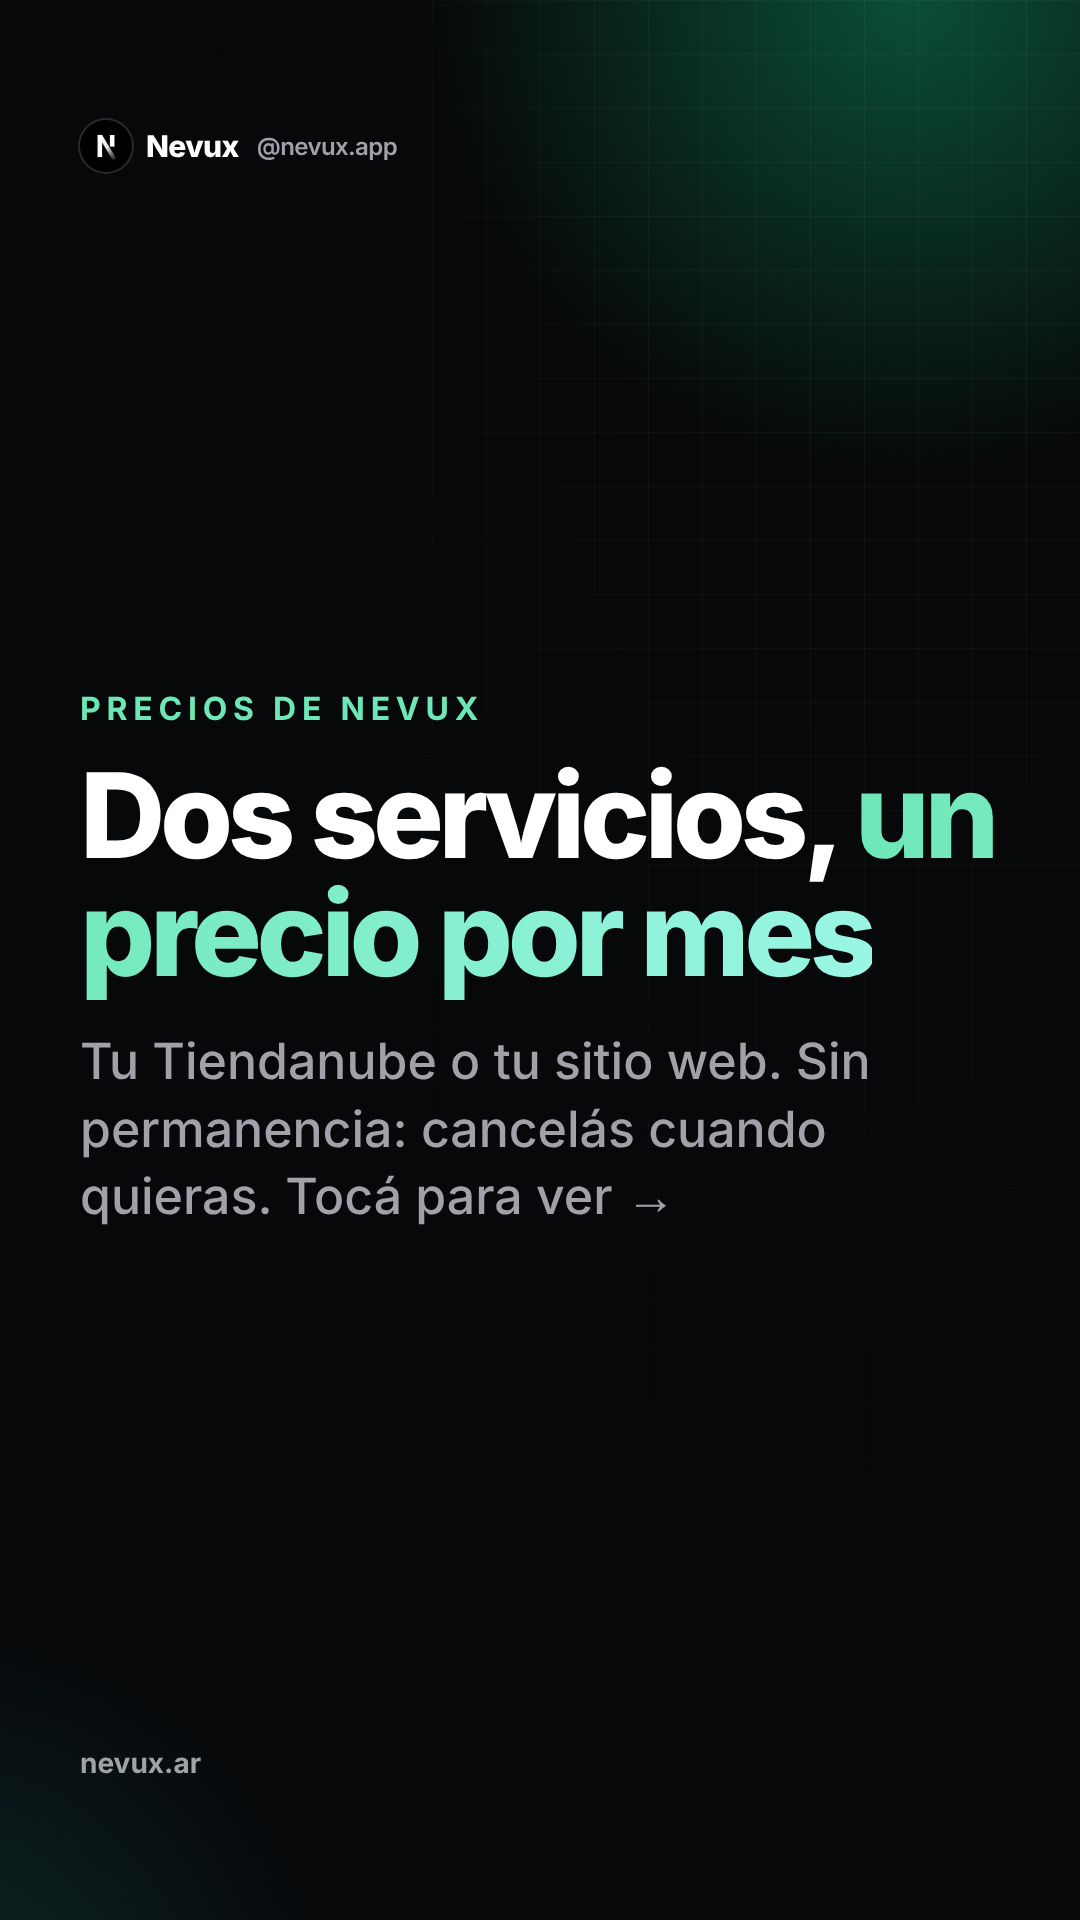 N Nevux @nevux.app
PRECIOS DE NEVUX
Dos servicios, un
precio por mes
Tu Tiendanube o tu sitio web. Sin
permanencia: cancelás cuando
quieras. Tocá para ver →
nevux.ar